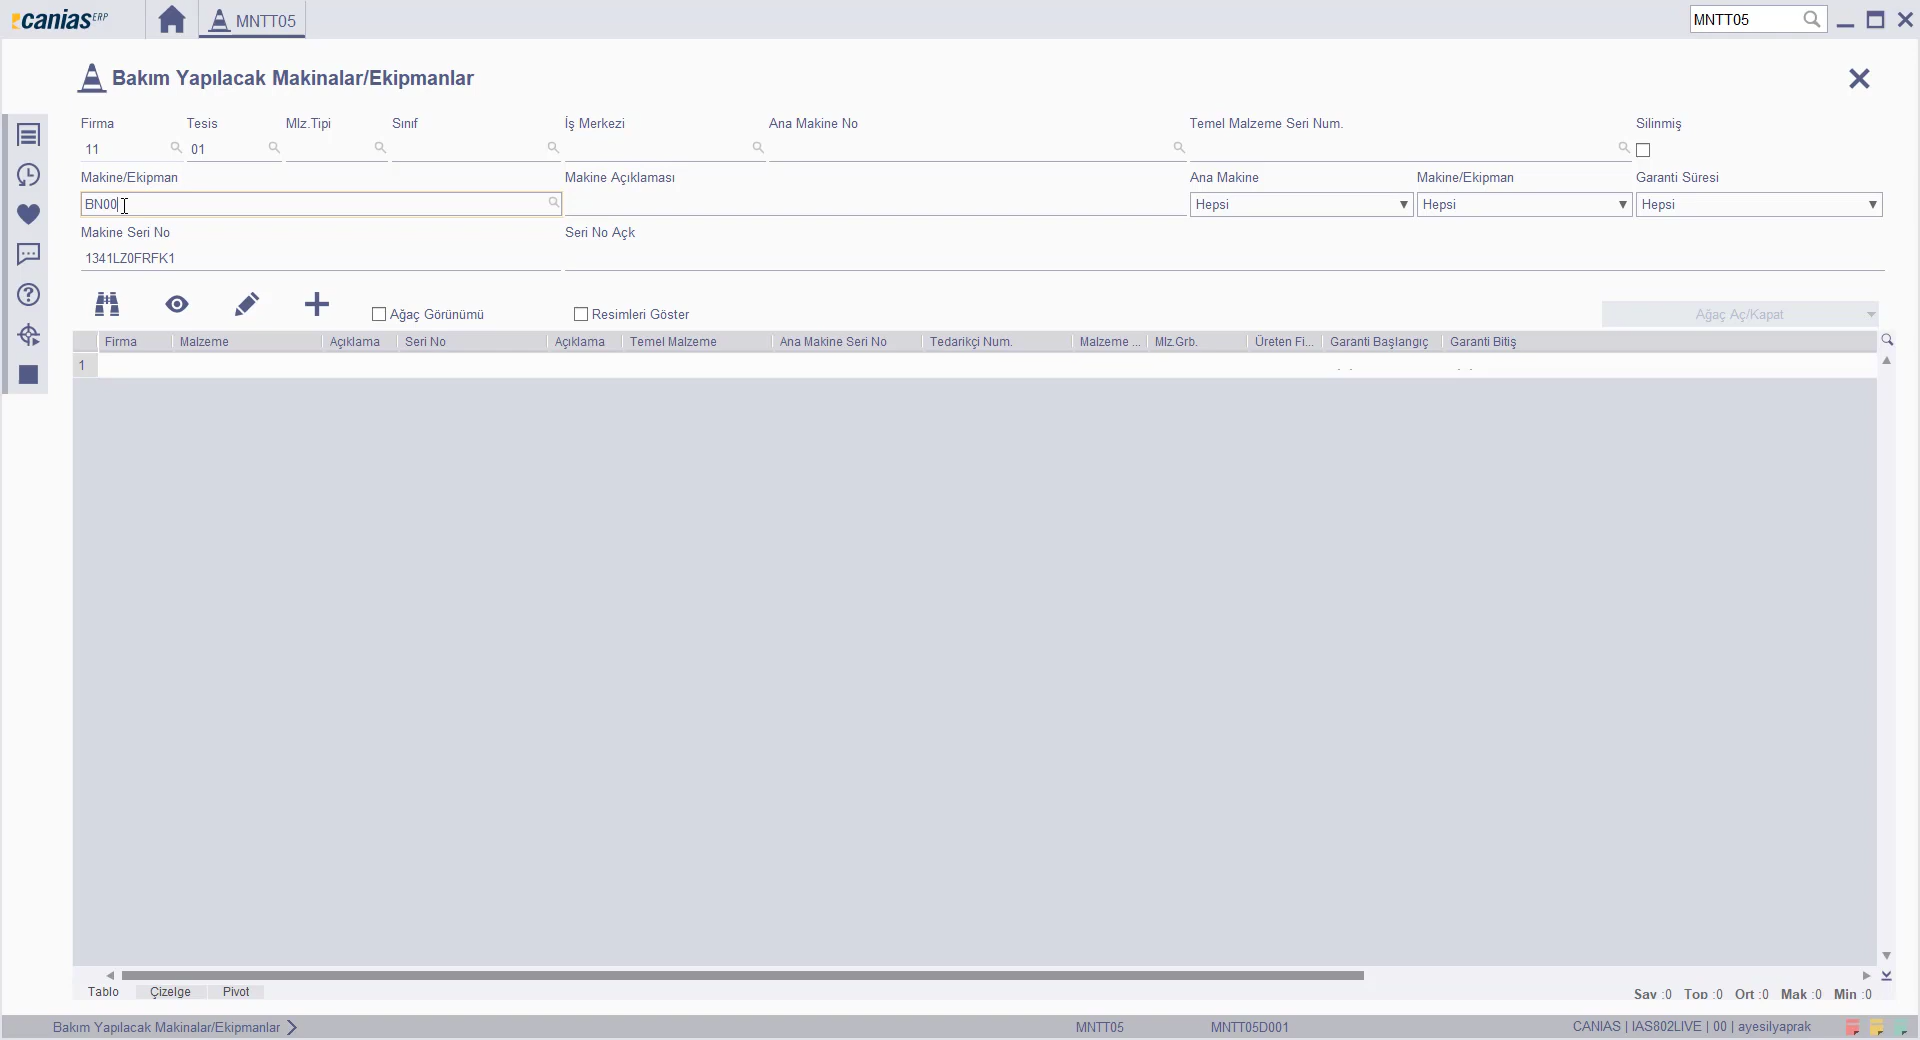 canias ERP
MNTT05
MNTT05
Bakım Yapılacak Makinalar/Ekipmanlar
Firma Tesis Mlz.Tipi Sınıf İş Merkezi Ana Makine No Temel Malzeme Seri Num. Silinmiş
11 01
Makine/Ekipman Makine Açıklaması Ana Makine Makine/Ekipman Garanti Süresi
BN00 Hepsi Hepsi Hepsi
Makine Seri No Seri No Açk
1341LZ0FRFK1
Ağaç Görünümü Resimleri Göster Ağaç Aç/Kapat
Firma Malzeme Açıklama Seri No Açıklama Temel Malzeme Ana Makine Seri No Tedarikçi Num. Malzeme ... Mlz.Grb. Üreten Fi... Garanti Başlangıç Garanti Bitiş
1 . . . .
Tablo Çizelge Pivot
Say :0 Top :0 Ort :0 Mak :0 Min :0
Bakım Yapılacak Makinalar/Ekipmanlar MNTT05 MNTT05D001 CANIAS | IAS802LIVE | 00 | ayesilyaprak